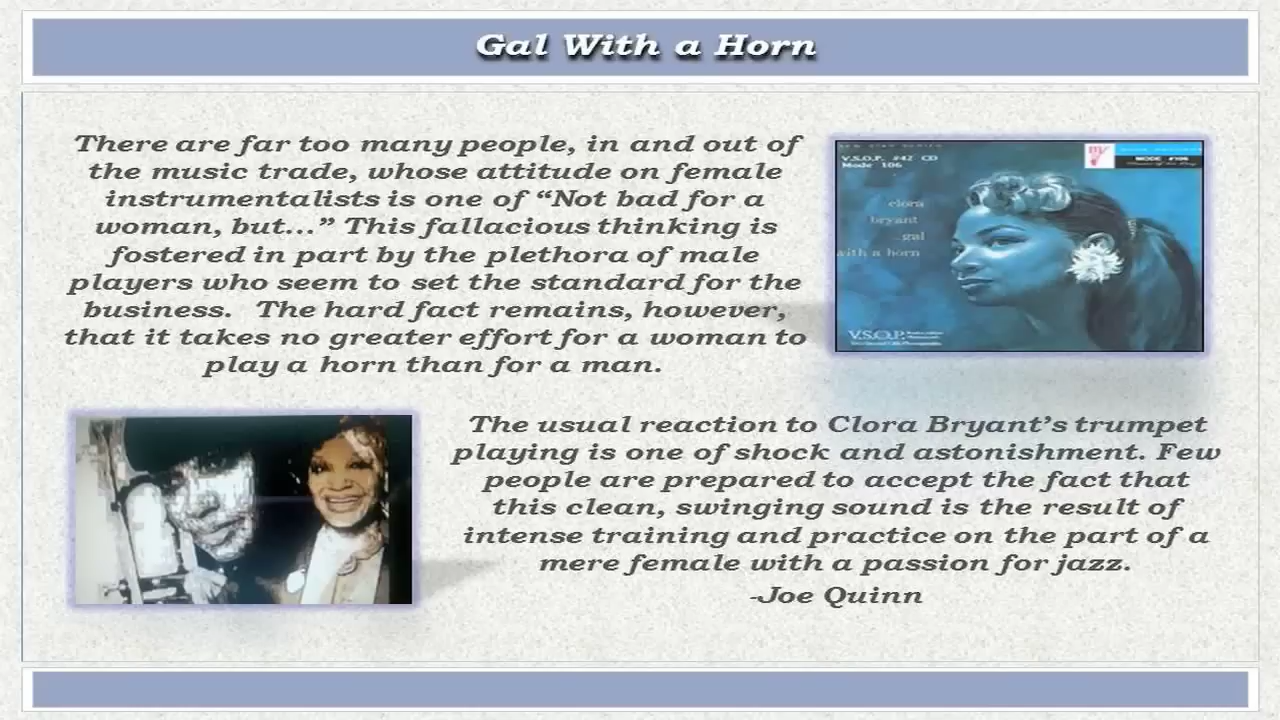 Gal With a Horn
There are far too many people, in and out of
the music trade, whose attitude on female
instrumentalists is one of “Not bad for a
woman, but...” This fallacious thinking is
fostered in part by the plethora of male
players who seem to set the standard for the
business. The hard fact remains, however,
that it takes no greater effort for a woman to
play a horn than for a man.
V.S.O.P. #42 CD
Mode 106
MODE #106
clora
bryant
...gal
with a horn
V.S.O.P.
The usual reaction to Clora Bryant’s trumpet
playing is one of shock and astonishment. Few
people are prepared to accept the fact that
this clean, swinging sound is the result of
intense training and practice on the part of a
mere female with a passion for jazz.
-Joe Quinn